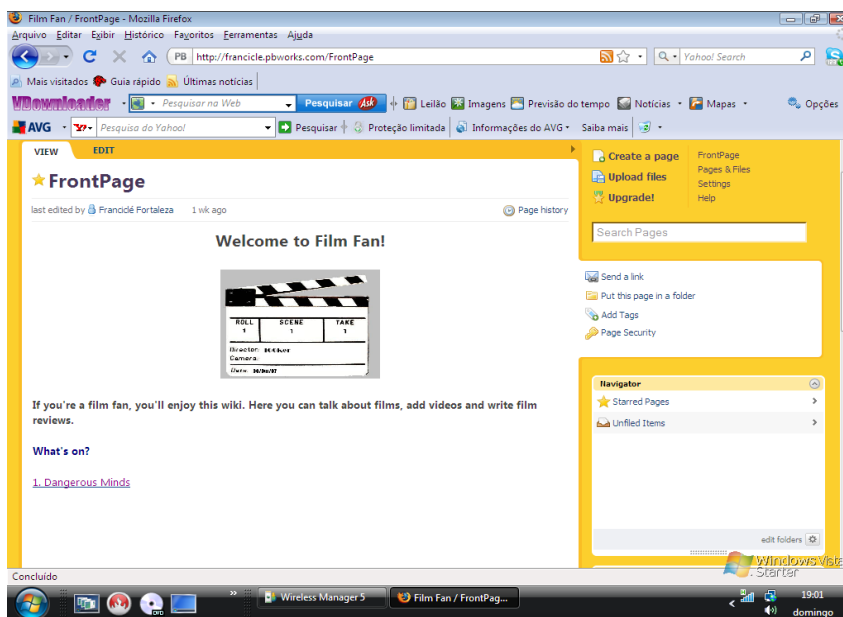 Film Fan / FrontPage - Mozilla Firefox
Arquivo Editar Exibir Histórico Favoritos Ferramentas Ajuda
PB http://francicle.pbworks.com/FrontPage
Yahoo! Search
Mais visitados Guia rápido Últimas notícias
VDownloader Pesquisar na Web Pesquisar Ask Leilão Imagens Previsão do tempo Notícias Mapas Opções
AVG Y! Pesquisa do Yahoo! Pesquisar Proteção limitada Informações do AVG Saiba mais
VIEW EDIT
FrontPage
last edited by Franciclé Fortaleza 1 wk ago Page history
Welcome to Film Fan!
ROLL SCENE TAKE
1 1 1
Director:
Camera:
Date:
If you're a film fan, you'll enjoy this wiki. Here you can talk about films, add videos and write film
reviews.
What's on?
1. Dangerous Minds
Create a page
Upload files
Upgrade!
FrontPage
Pages & Files
Settings
Help
Search Pages
Send a link
Put this page in a folder
Add Tags
Page Security
Navigator
Starred Pages
Unfiled Items
edit folders
Windows Vista
Starter
Concluído
Wireless Manager 5
Film Fan / FrontPag...
19:01
domingo